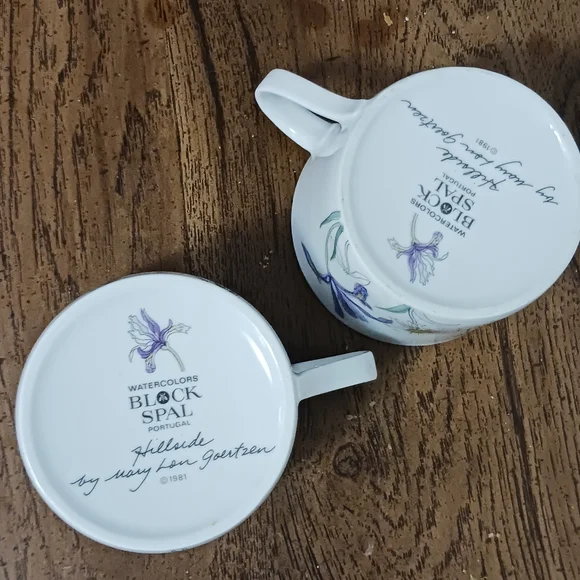 WATERCOLORS
BLOCK
SPAL
PORTUGAL
Hillside
by Mary Lou Goertzen
©1981
WATERCOLORS
BLOCK
SPAL
PORTUGAL
Hillside
by Mary Lou Goertzen
©1981